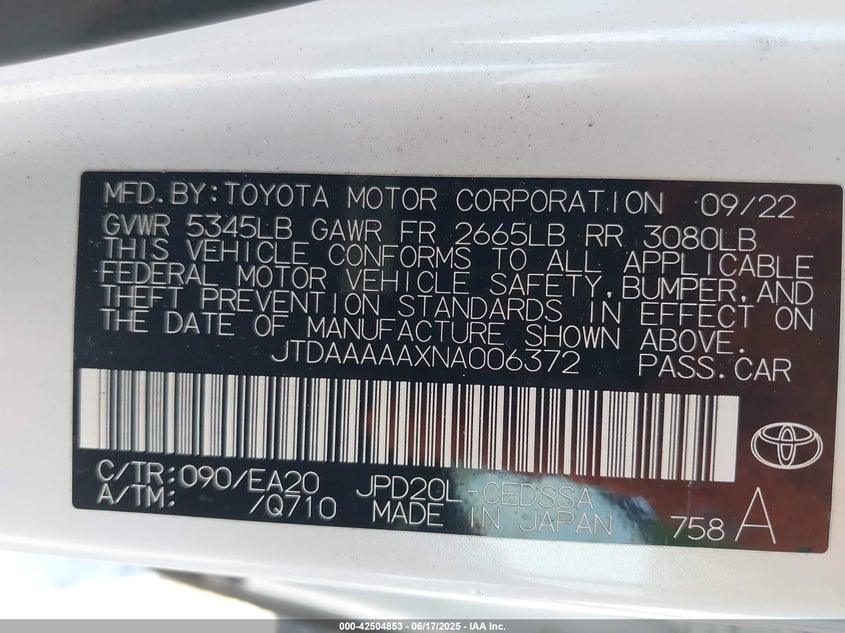 MFD.BY:TOYOTA MOTOR CORPORATION 09/22
GVWR 5345LB GAWR FR 2665LB RR 3080LB
THIS VEHICLE CONFORMS TO ALL APPLICABLE
FEDERAL MOTOR VEHICLE SAFETY,BUMPER,AND
THEFT PREVENTION STANDARDS IN EFFECT ON
THE DATE OF MANUFACTURE SHOWN ABOVE.
JTDAAAAAXNA006372 PASS.CAR
C/TR:090/EA20 JPD20L-CEDSSA
A/TM: /Q710 MADE IN JAPAN 758 A
000-42504853 - 06/17/2025 - IAA Inc.